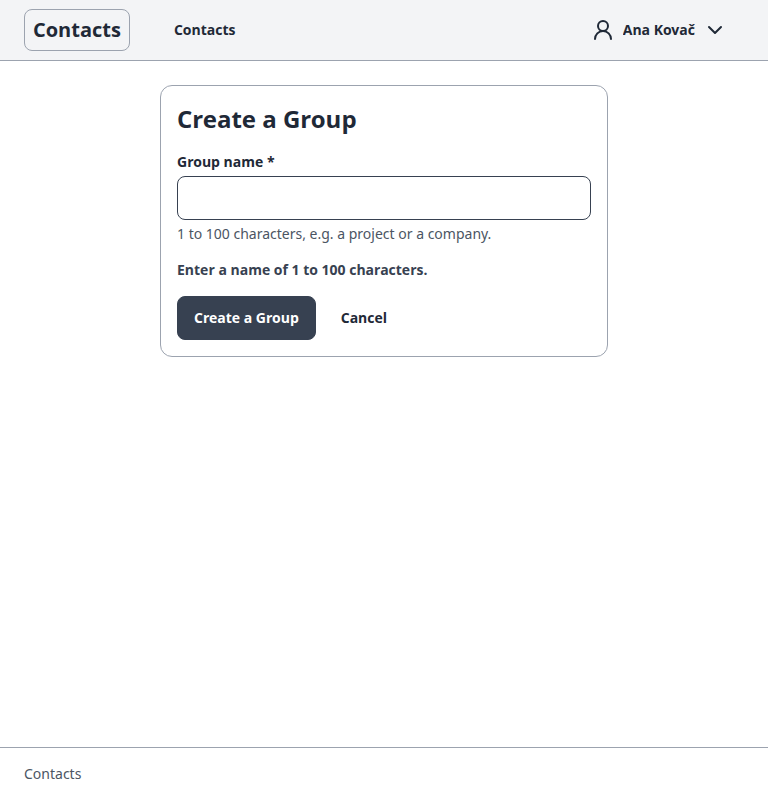 Contacts
Contacts
Ana Kovač
Create a Group
Group name *
1 to 100 characters, e.g. a project or a company.
Enter a name of 1 to 100 characters.
Create a Group
Cancel
Contacts